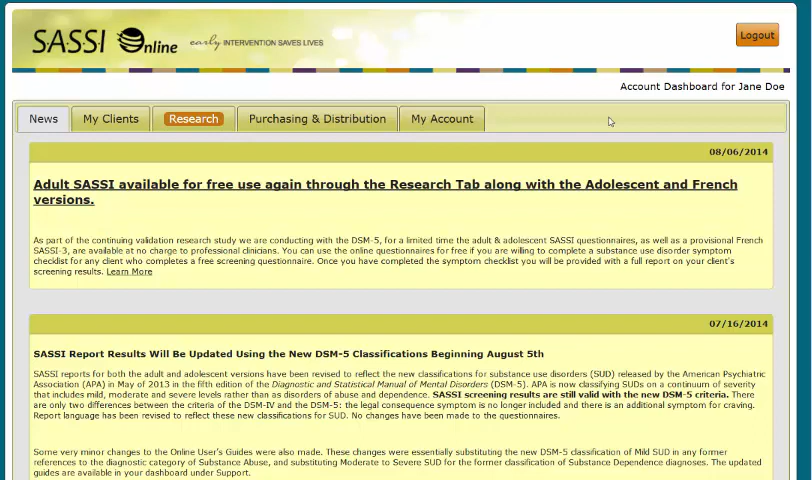 SASSI Online early INTERVENTION SAVES LIVES
Logout
Account Dashboard for Jane Doe
News My Clients Research Purchasing & Distribution My Account
08/06/2014
Adult SASSI available for free use again through the Research Tab along with the Adolescent and French
versions.
As part of the continuing validation research study we are conducting with the DSM-5, for a limited time the adult & adolescent SASSI questionnaires, as well as a provisional French
SASSI-3, are available at no charge to professional clinicians. You can use the online questionnaires for free if you are willing to complete a substance use disorder symptom
checklist for any client who completes a free screening questionnaire. Once you have completed the symptom checklist you will be provided with a full report on your client's
screening results. Learn More
07/16/2014
SASSI Report Results Will Be Updated Using the New DSM-5 Classifications Beginning August 5th
SASSI reports for both the adult and adolescent versions have been revised to reflect the new classifications for substance use disorders (SUD) released by the American Psychiatric
Association (APA) in May of 2013 in the fifth edition of the Diagnostic and Statistical Manual of Mental Disorders (DSM-5). APA is now classifying SUDs on a continuum of severity
that includes mild, moderate and severe levels rather than as disorders of abuse and dependence. SASSI screening results are still valid with the new DSM-5 criteria. There
are only two differences between the criteria of the DSM-IV and the DSM-5: the legal consequence symptom is no longer included and there is an additional symptom for craving.
Report language has been revised to reflect these new classifications for SUD. No changes have been made to the questionnaires.
Some very minor changes to the Online User's Guides were also made. These changes were essentially substituting the new DSM-5 classification of Mild SUD in any former
references to the diagnostic category of Substance Abuse, and substituting Moderate to Severe SUD for the former classification of Substance Dependence diagnoses. The updated
guides are available in your dashboard under Support.